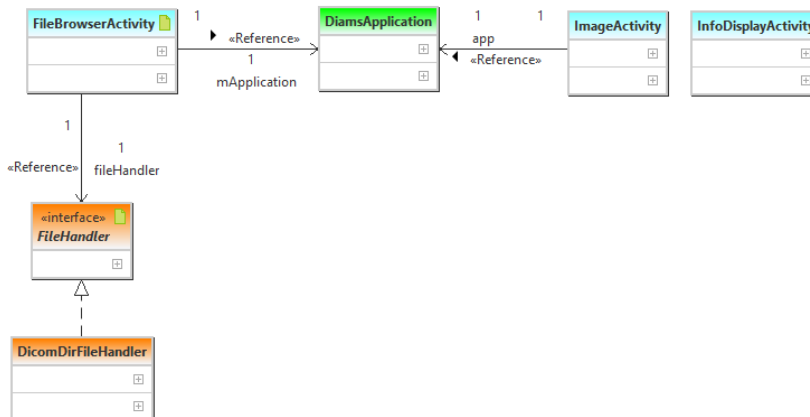 FileBrowserActivity
1
«Reference»
1
mApplication
DiamsApplication
1
1
app
«Reference»
ImageActivity
InfoDisplayActivity
1
1
«Reference»
fileHandler
«interface»
FileHandler
DicomDirFileHandler